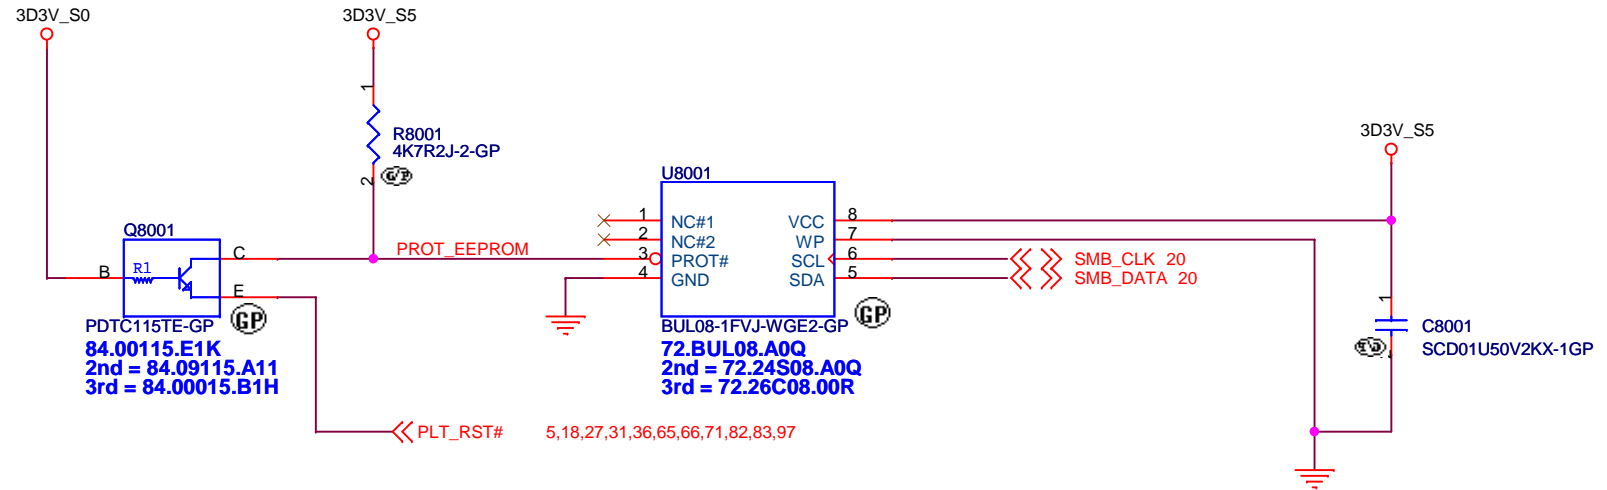 3D3V_S0
3D3V_S5
1
R8001
4K7R2J-2-GP
2
G/P
3D3V_S5
U8001
1
NC#1
VCC
8
2
NC#2
WP
7
3
PROT#
SCL
6
4
GND
SDA
5
PROT_EEPROM
SMB_CLK 20
SMB_DATA 20
Q8001
B
R1
C
E
GP
PDTC115TE-GP
84.00115.E1K
2nd = 84.09115.A11
3rd = 84.00015.B1H
GP
BUL08-1FVJ-WGE2-GP
72.BUL08.A0Q
2nd = 72.24S08.A0Q
3rd = 72.26C08.00R
1
C8001
SCD01U50V2KX-1GP
PLT_RST# 5,18,27,31,36,65,66,71,82,83,97